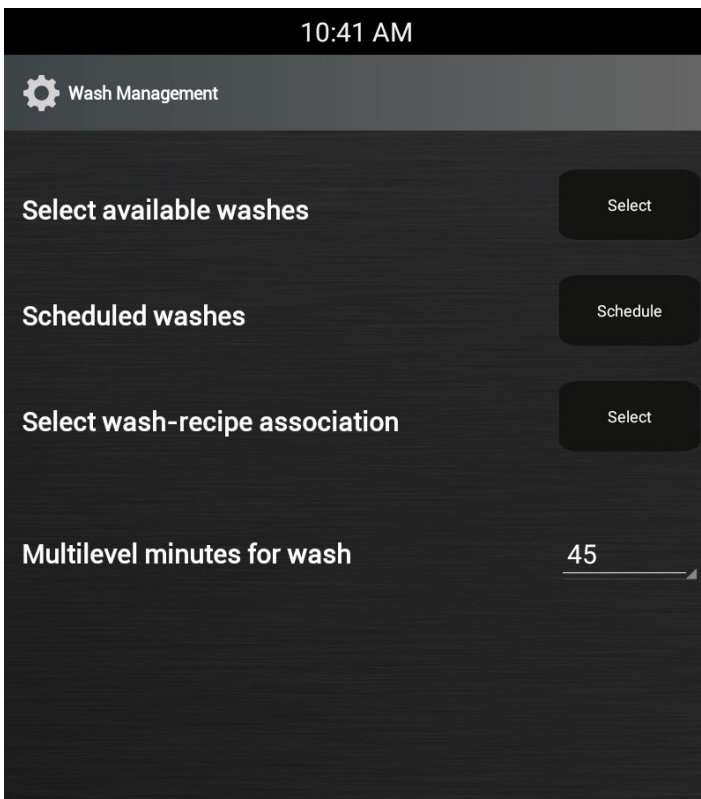 10:41 AM
Wash Management
Select available washes
Select
Scheduled washes
Schedule
Select wash-recipe association
Select
Multilevel minutes for wash
45